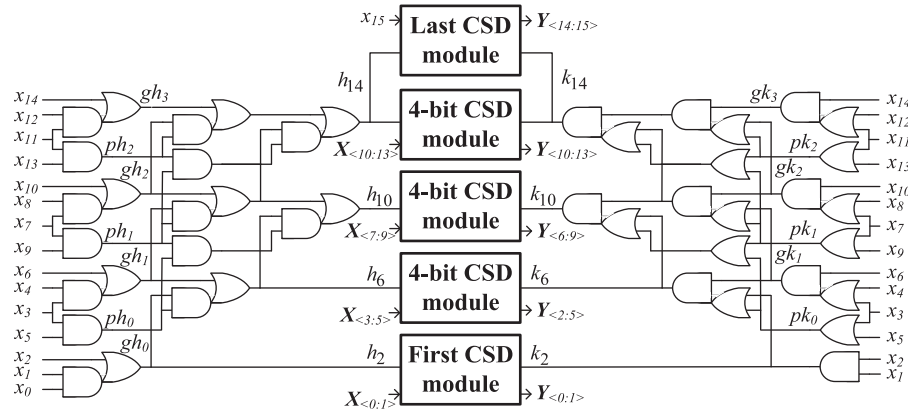 x15 Last CSD module Y<14:15>
h14 k14
x14 gh3 4-bit CSD module gk3 x14
x12 x12
x11 X<10:13> Y<10:13> x11
x13 ph2 pk2 x13
x10 gh2 gk2 x10
x8 h10 4-bit CSD module k10 x8
x7 X<7:9> Y<6:9> x7
x9 ph1 pk1 x9
x6 gh1 gk1 x6
x4 h6 4-bit CSD module k6 x4
x3 X<3:5> Y<2:5> x3
x5 ph0 pk0 x5
x2 gh0 h2 First CSD module k2 x2
x1 x1
x0 X<0:1> Y<0:1>